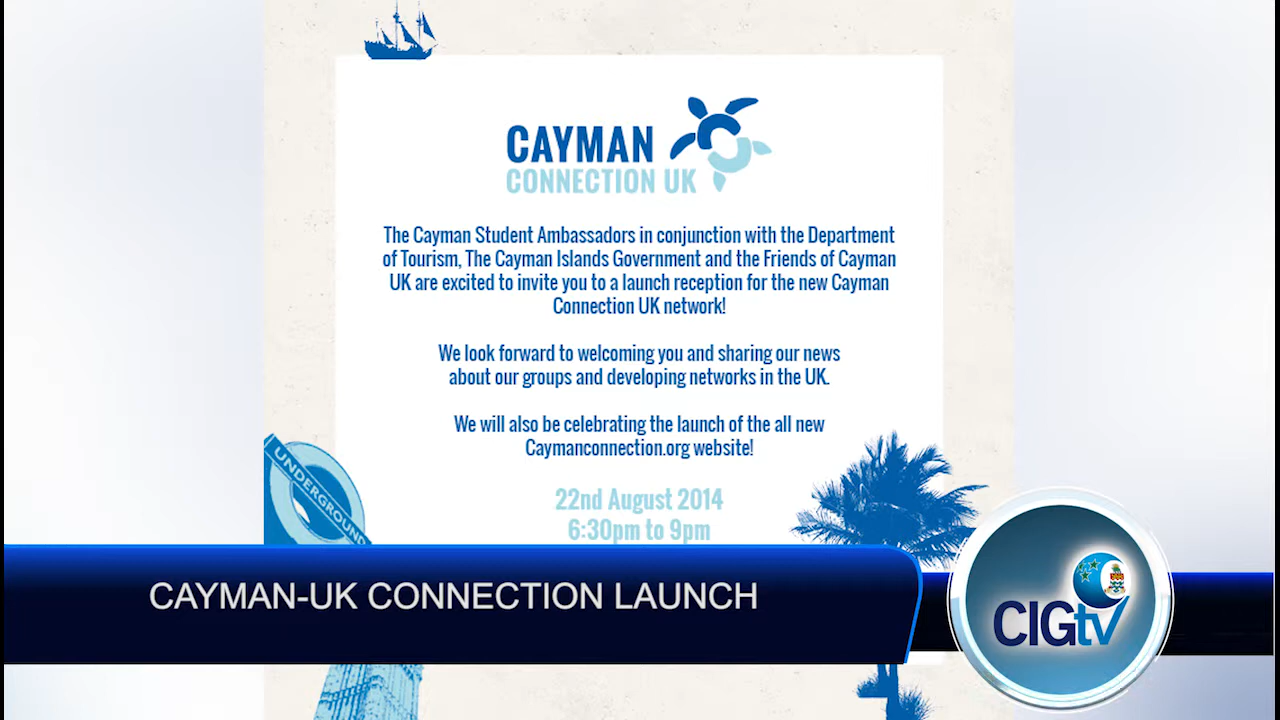 CAYMAN
CONNECTION UK
The Cayman Student Ambassadors in conjunction with the Department
of Tourism, The Cayman Islands Government and the Friends of Cayman
UK are excited to invite you to a launch reception for the new Cayman
Connection UK network!
We look forward to welcoming you and sharing our news
about our groups and developing networks in the UK.
We will also be celebrating the launch of the all new
Caymanconnection.org website!
22nd August 2014
6:30pm to 9pm
UNDERGROUND
CAYMAN-UK CONNECTION LAUNCH
CIGtv